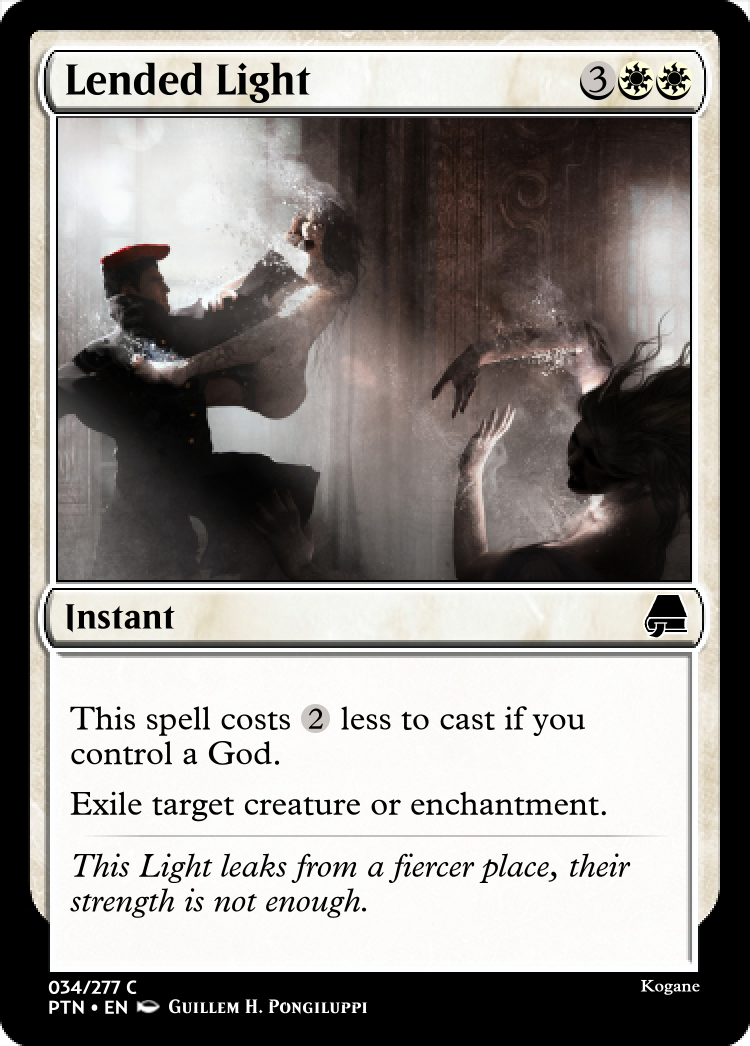 Lended Light 3
Instant
This spell costs 2 less to cast if you
control a God.
Exile target creature or enchantment.
This Light leaks from a fiercer place, their
strength is not enough.
034/277 C
Kogane
PTN • EN GUILLEM H. PONGILUPPI